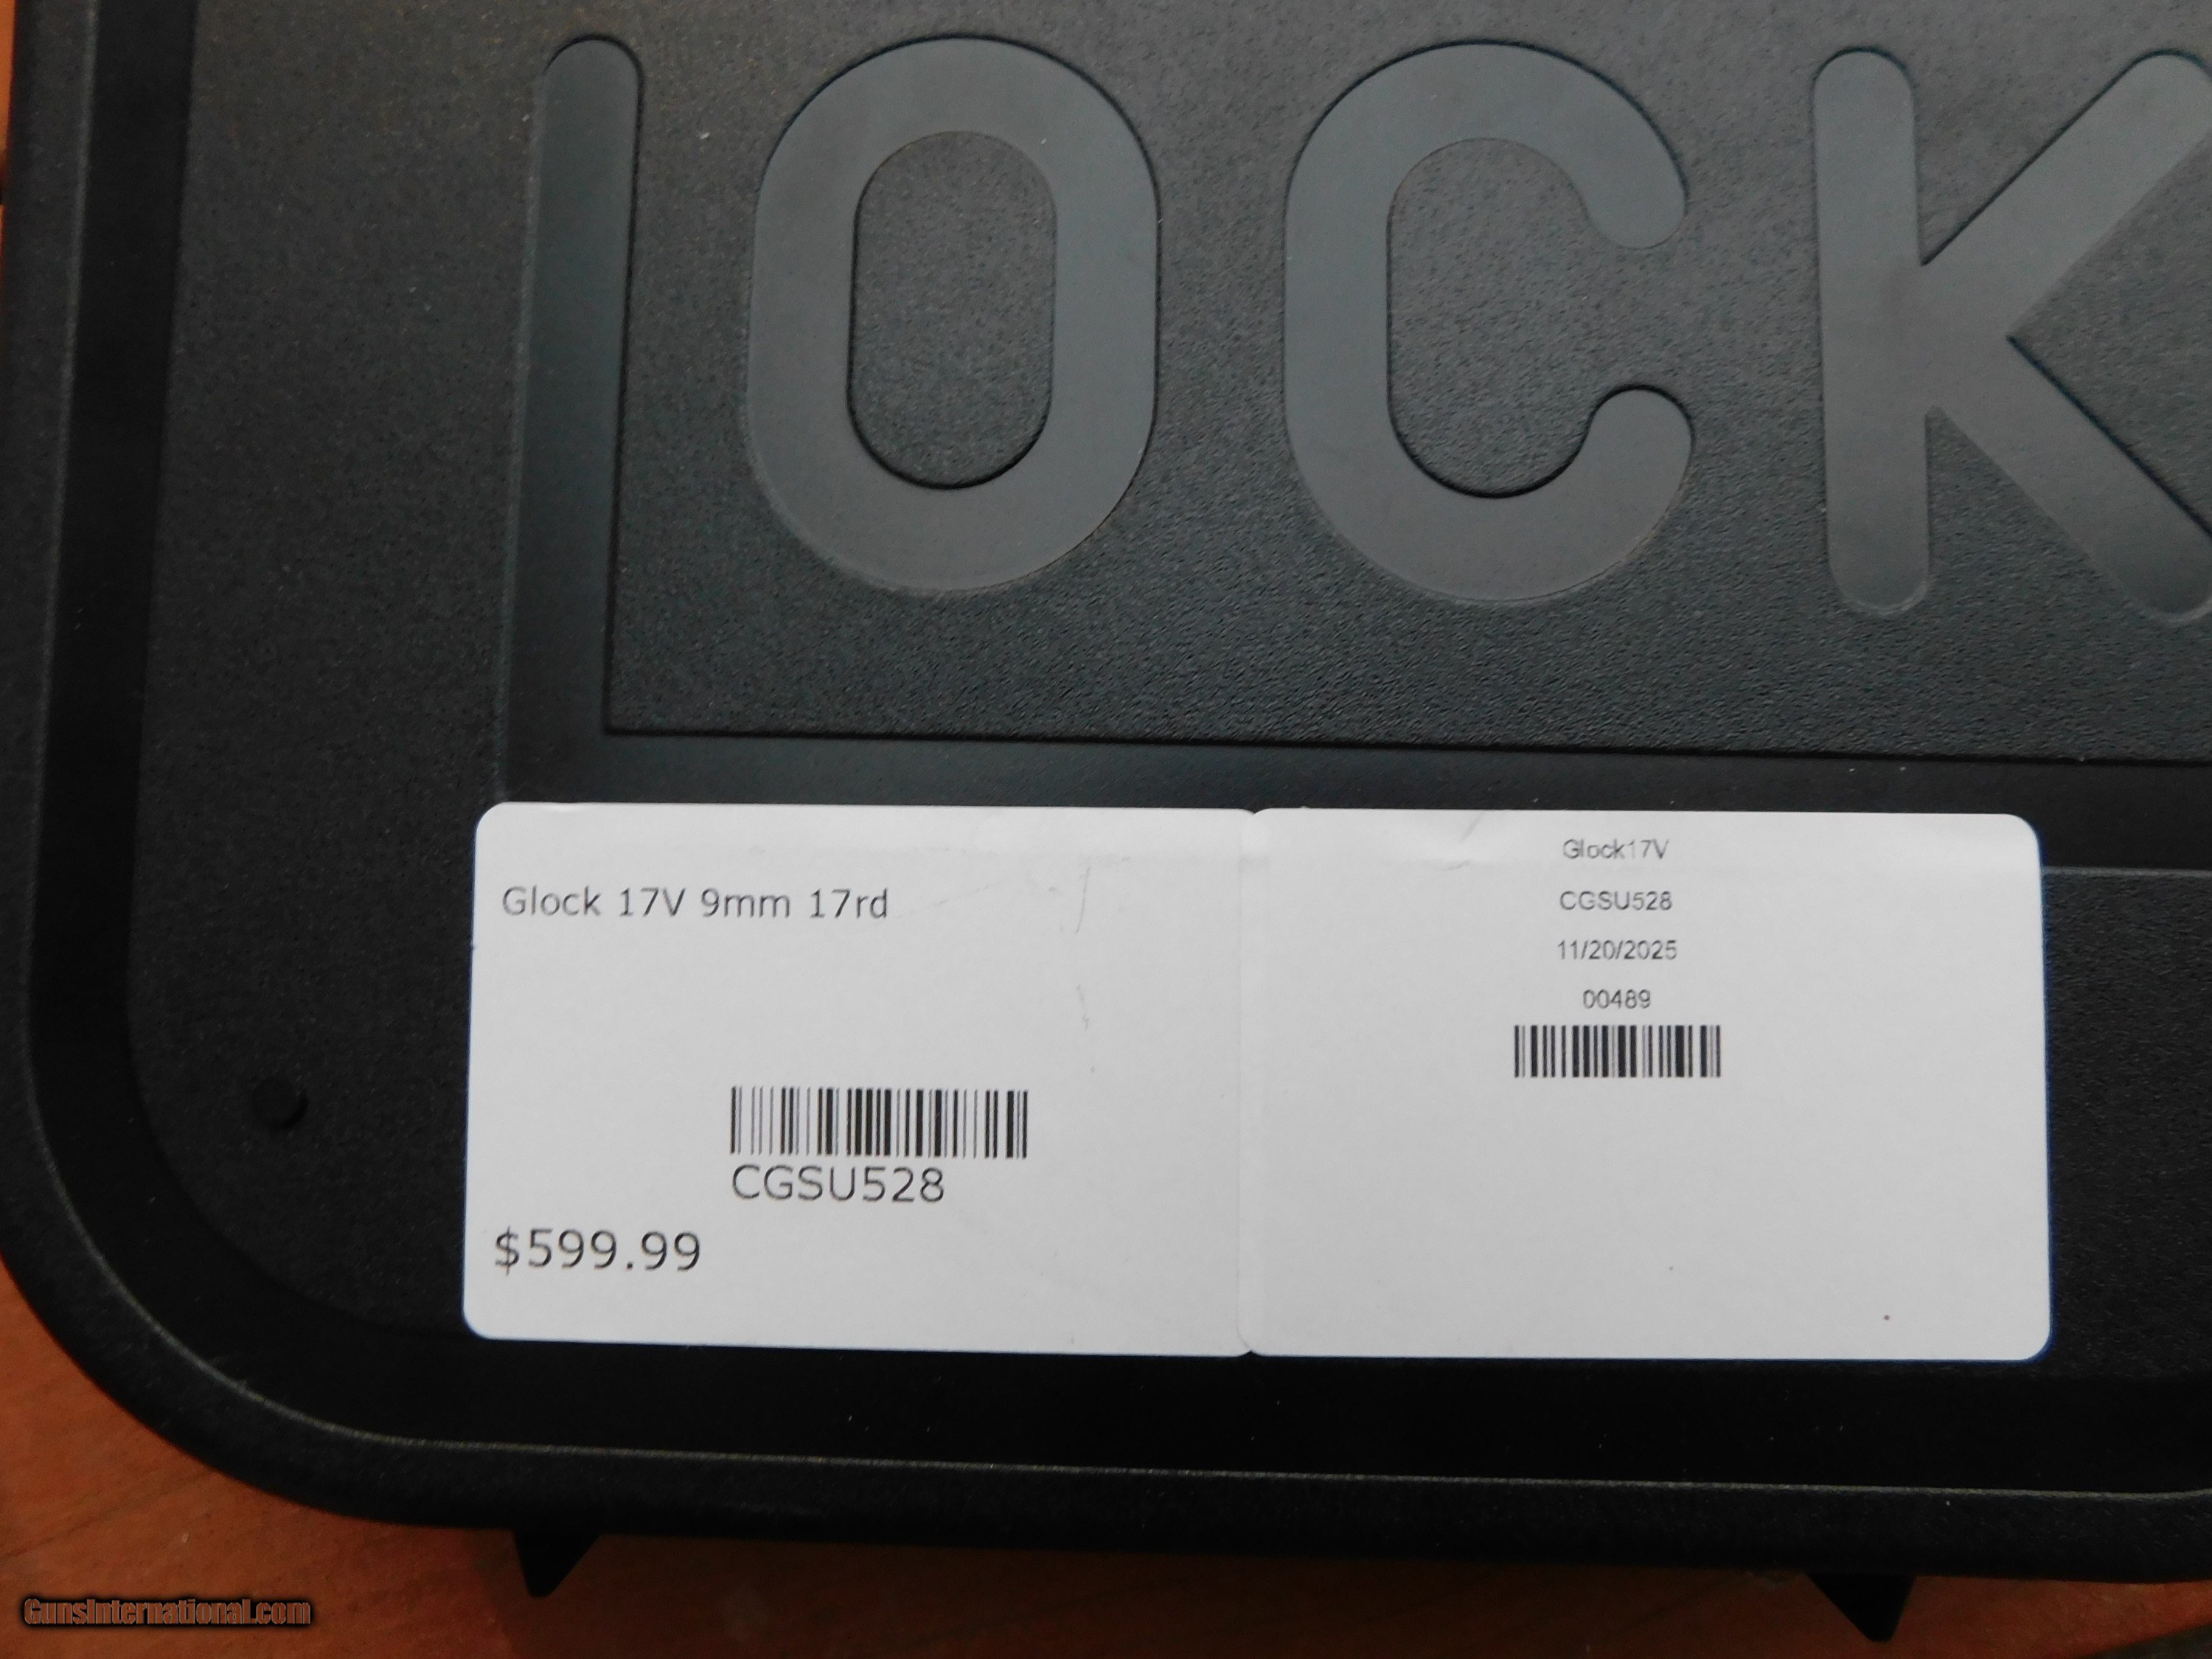 LOCK
Glock 17V 9mm 17rd
CGSU528
$599.99
Glock17V
CGSU528
11/20/2025
00489
GunsInternational.com